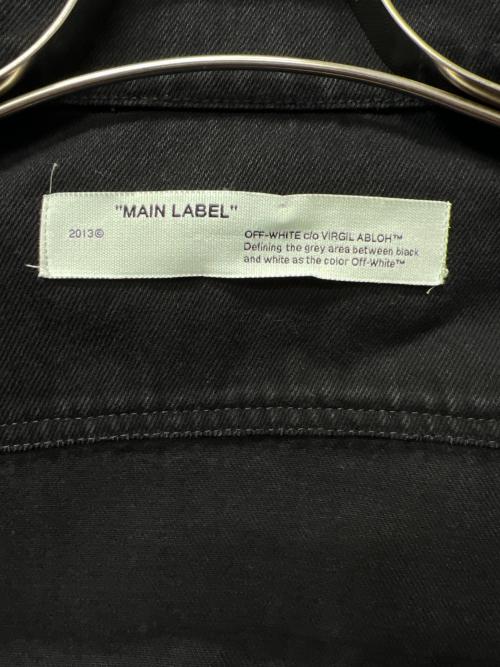 "MAIN LABEL"
2013©
OFF-WHITE c/o VIRGIL ABLOH™
Defining the grey area between black
and white as the color Off-White™